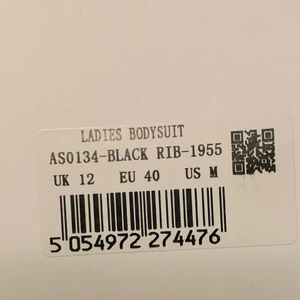 LADIES BODYSUIT
AS0134-BLACK RIB-1955
UK 12 EU 40 US M
5 054972 274476